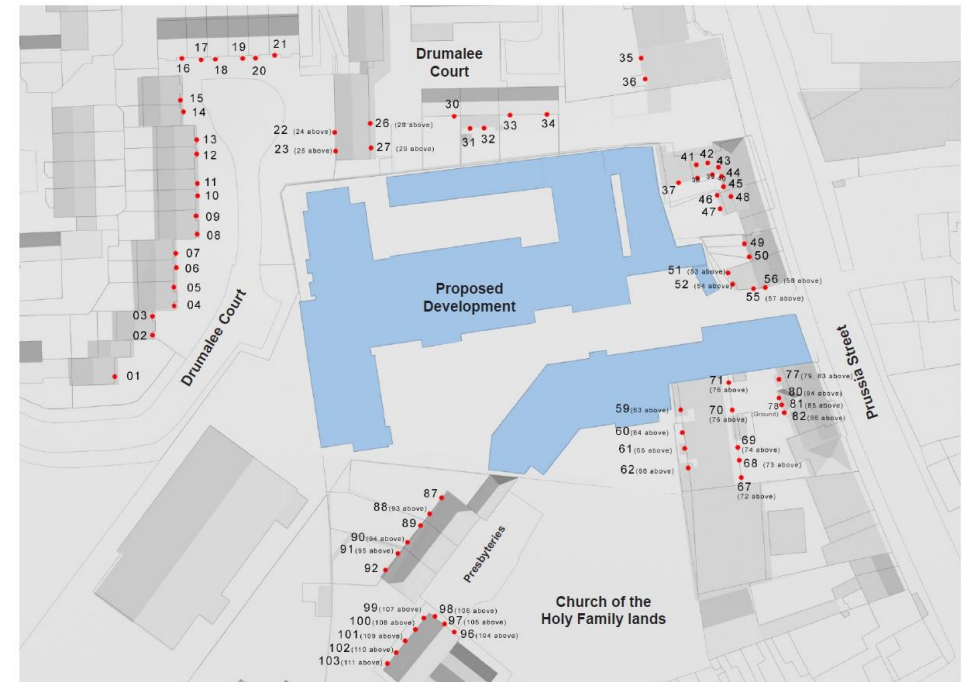 17
19
21
16
18
20
Drumalee
Court
35
36
15
14
30
33
34
31
32
26 (28 above)
22 (24 above)
13
27 (29 above)
23 (25 above)
12
41
42
43
44
37
38
39
40
45
11
10
46
48
47
09
08
49
07
50
06
51 (53 above)
56 (58 above)
52 (54 above)
55 (57 above)
05
04
Proposed
Development
03
02
Drumalee Court
Prussia Street
01
71
(76 above)
77 (79, 83 above)
80 (84 above)
78
(Ground)
81 (85 above)
82 (86 above)
59 (63 above)
70
(75 above)
60 (64 above)
61 (65 above)
69
(74 above)
62 (66 above)
68 (73 above)
67
(72 above)
87
88 (93 above)
89
90 (94 above)
91 (95 above)
92
Presbyteries
Church of the
Holy Family lands
99 (107 above)
98 (106 above)
100 (108 above)
97 (105 above)
101 (109 above)
96 (104 above)
102 (110 above)
103 (111 above)